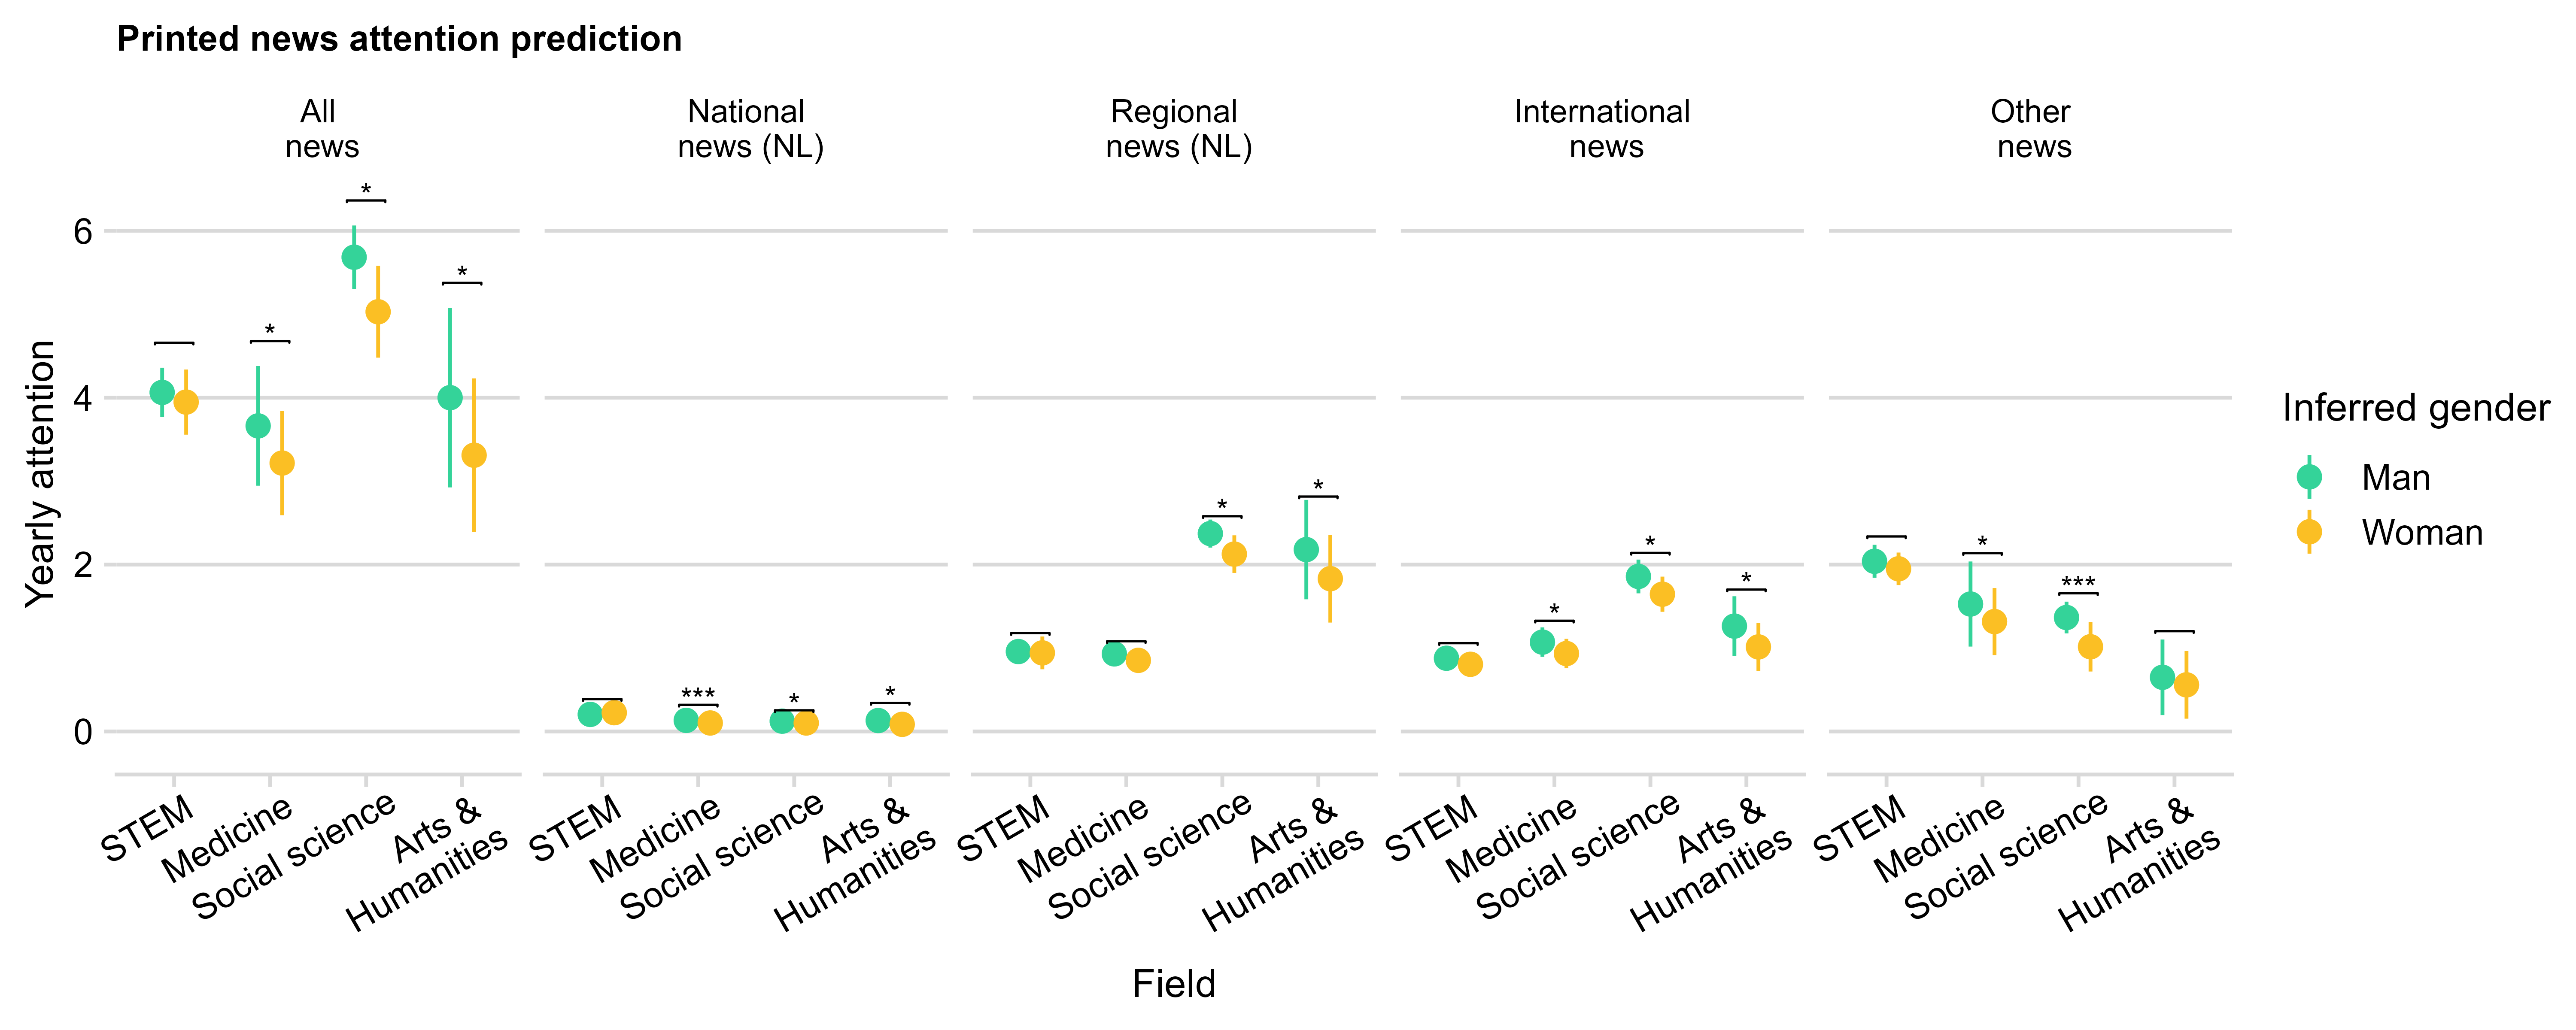 Printed news attention prediction
All
news
National
news (NL)
Regional
news (NL)
International
news
Other
news
Yearly attention
6
4
2
0
*
*
*
***
*
*
*
*
*
*
*
*
***
STEM
Medicine
Social science
Arts &
Humanities
STEM
Medicine
Social science
Arts &
Humanities
STEM
Medicine
Social science
Arts &
Humanities
STEM
Medicine
Social science
Arts &
Humanities
STEM
Medicine
Social science
Arts &
Humanities
Field
Inferred gender
Man
Woman